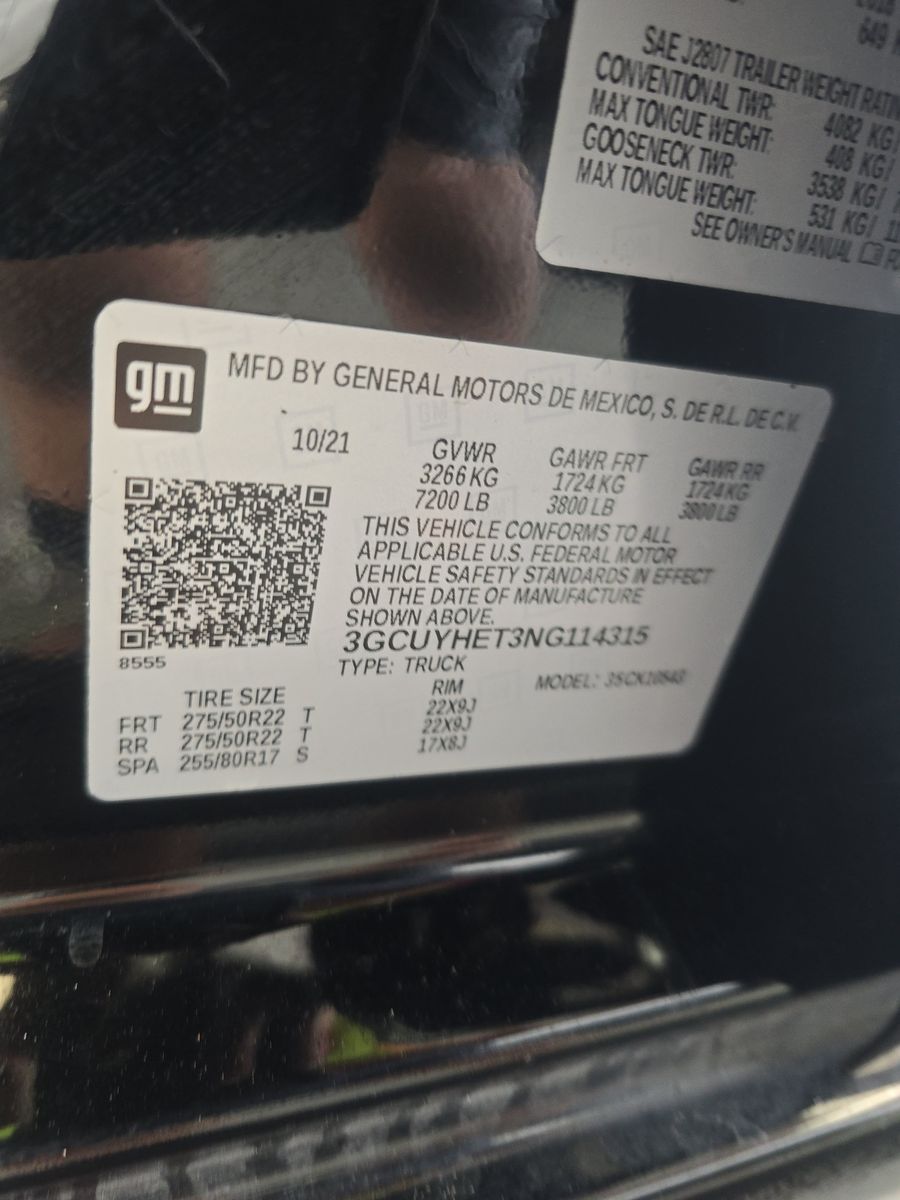 649
SAE J2807 TRAILER WEIGHT
CONVENTIONAL TWR: 4082 KG/
MAX TONGUE WEIGHT: 408 KG/
GOOSENECK TWR: 3538 KG/
MAX TONGUE WEIGHT: 531 KG/
SEE OWNER'S MANUAL
gm
MFD BY GENERAL MOTORS DE MEXICO, S. DE R.L. DE C.V.
10/21
GVWR GAWR FRT GAWR RR
3266 KG 1724 KG 1724 KG
7200 LB 3800 LB 3800 LB
THIS VEHICLE CONFORMS TO ALL
APPLICABLE U.S. FEDERAL MOTOR
VEHICLE SAFETY STANDARDS IN EFFECT
ON THE DATE OF MANUFACTURE
SHOWN ABOVE.
3GCUYHET3NG114315
8555
TYPE: TRUCK MODEL:
TIRE SIZE RIM
FRT 275/50R22 T 22X9J
RR 275/50R22 T 22X9J
SPA 255/80R17 S 17X8J